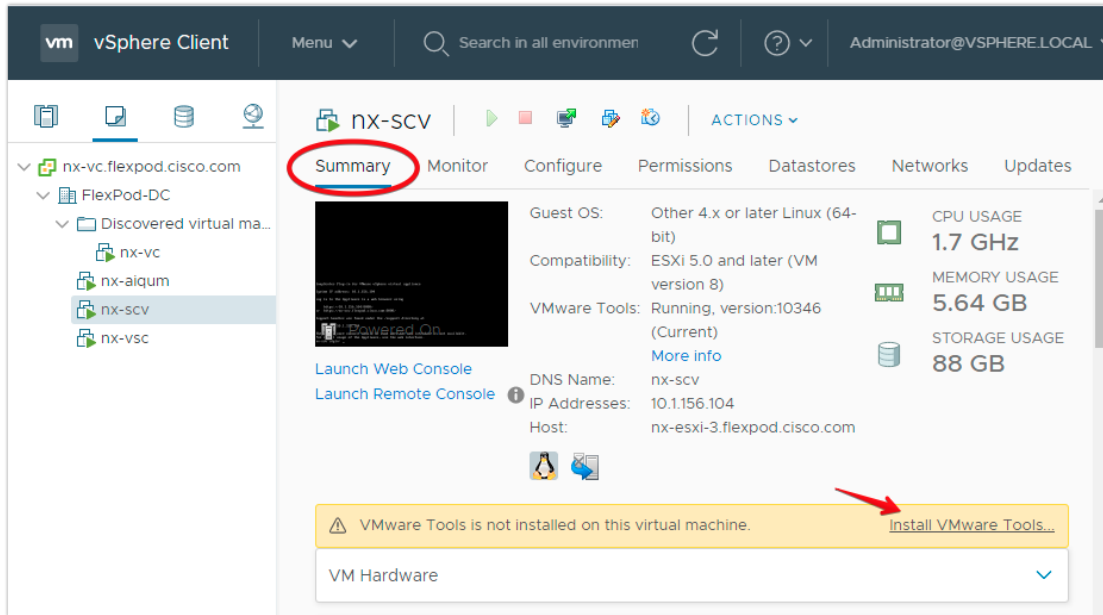 vm vSphere Client Menu Search in all environmen ? Administrator@VSPHERE.LOCAL
nx-scv ACTIONS
Summary Monitor Configure Permissions Datastores Networks Updates
nx-vc.flexpod.cisco.com
FlexPod-DC
Discovered virtual ma...
nx-vc
nx-aiqum
nx-scv
nx-vsc
Powered On
Launch Web Console
Launch Remote Console
Guest OS: Other 4.x or later Linux (64-
bit)
Compatibility: ESXi 5.0 and later (VM
version 8)
VMware Tools: Running, version:10346
(Current)
More info
DNS Name: nx-scv
IP Addresses: 10.1.156.104
Host: nx-esxi-3.flexpod.cisco.com
CPU USAGE
1.7 GHz
MEMORY USAGE
5.64 GB
STORAGE USAGE
88 GB
VMware Tools is not installed on this virtual machine. Install VMware Tools...
VM Hardware